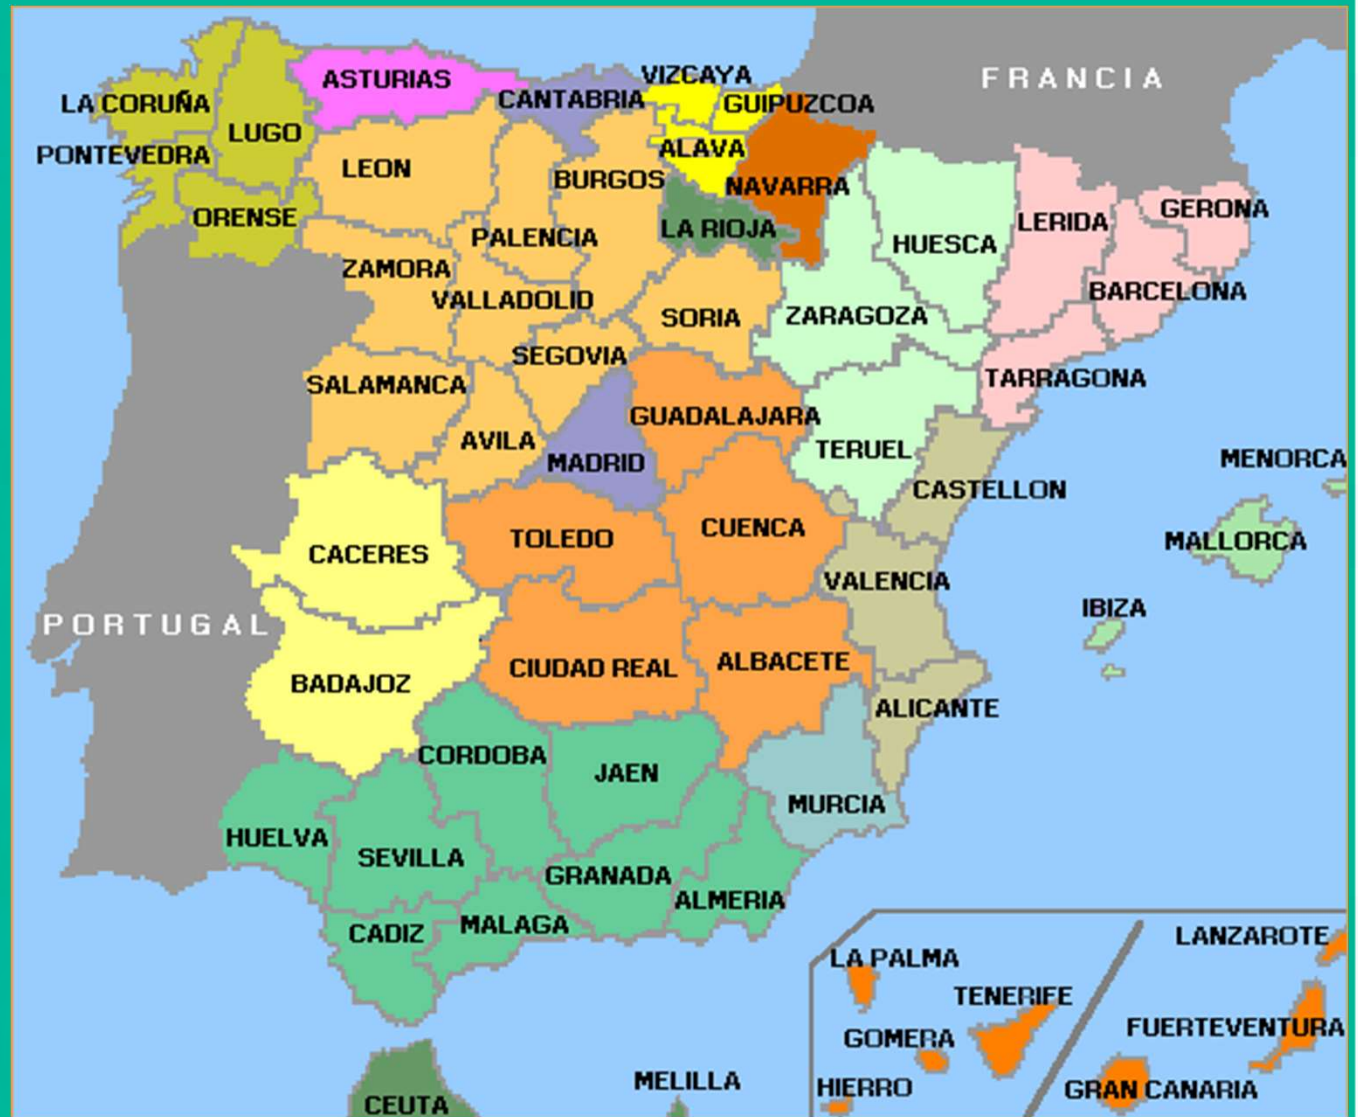 FRANCIA
VIZCAYA
ASTURIAS
CANTABRIA
GUIPUZCOA
LA CORUÑA
LUGO
ALAVA
PONTEVEDRA
LEON
BURGOS
NAVARRA
ORENSE
PALENCIA
LA RIOJA
HUESCA
LERIDA
GERONA
ZAMORA
VALLADOLID
SORIA
ZARAGOZA
BARCELONA
SEGOVIA
SALAMANCA
TARRAGONA
GUADALAJARA
AVILA
MADRID
TERUEL
MENORCA
CASTELLON
CUENCA
TOLEDO
MALLORCA
CACERES
VALENCIA
IBIZA
PORTUGAL
CIUDAD REAL
ALBACETE
BADAJOZ
ALICANTE
CORDOBA
JAEN
MURCIA
HUELVA
SEVILLA
GRANADA
ALMERIA
CADIZ
MALAGA
LANZAROTE
LA PALMA
TENERIFE
FUERTEVENTURA
GOMERA
MELILLA
HIERRO
GRAN CANARIA
CEUTA